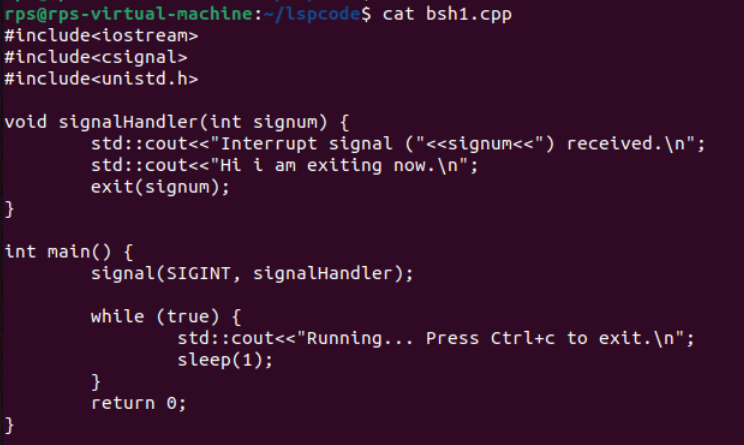 rps@rps-virtual-machine:~/lspcode$ cat bsh1.cpp
#include<iostream>
#include<csignal>
#include<unistd.h>

void signalHandler(int signum) {
        std::cout<<"Interrupt signal ("<<signum<<") received.\n";
        std::cout<<"Hi i am exiting now.\n";
        exit(signum);
}

int main() {
        signal(SIGINT, signalHandler);

        while (true) {
                std::cout<<"Running... Press Ctrl+c to exit.\n";
                sleep(1);
        }
        return 0;
}